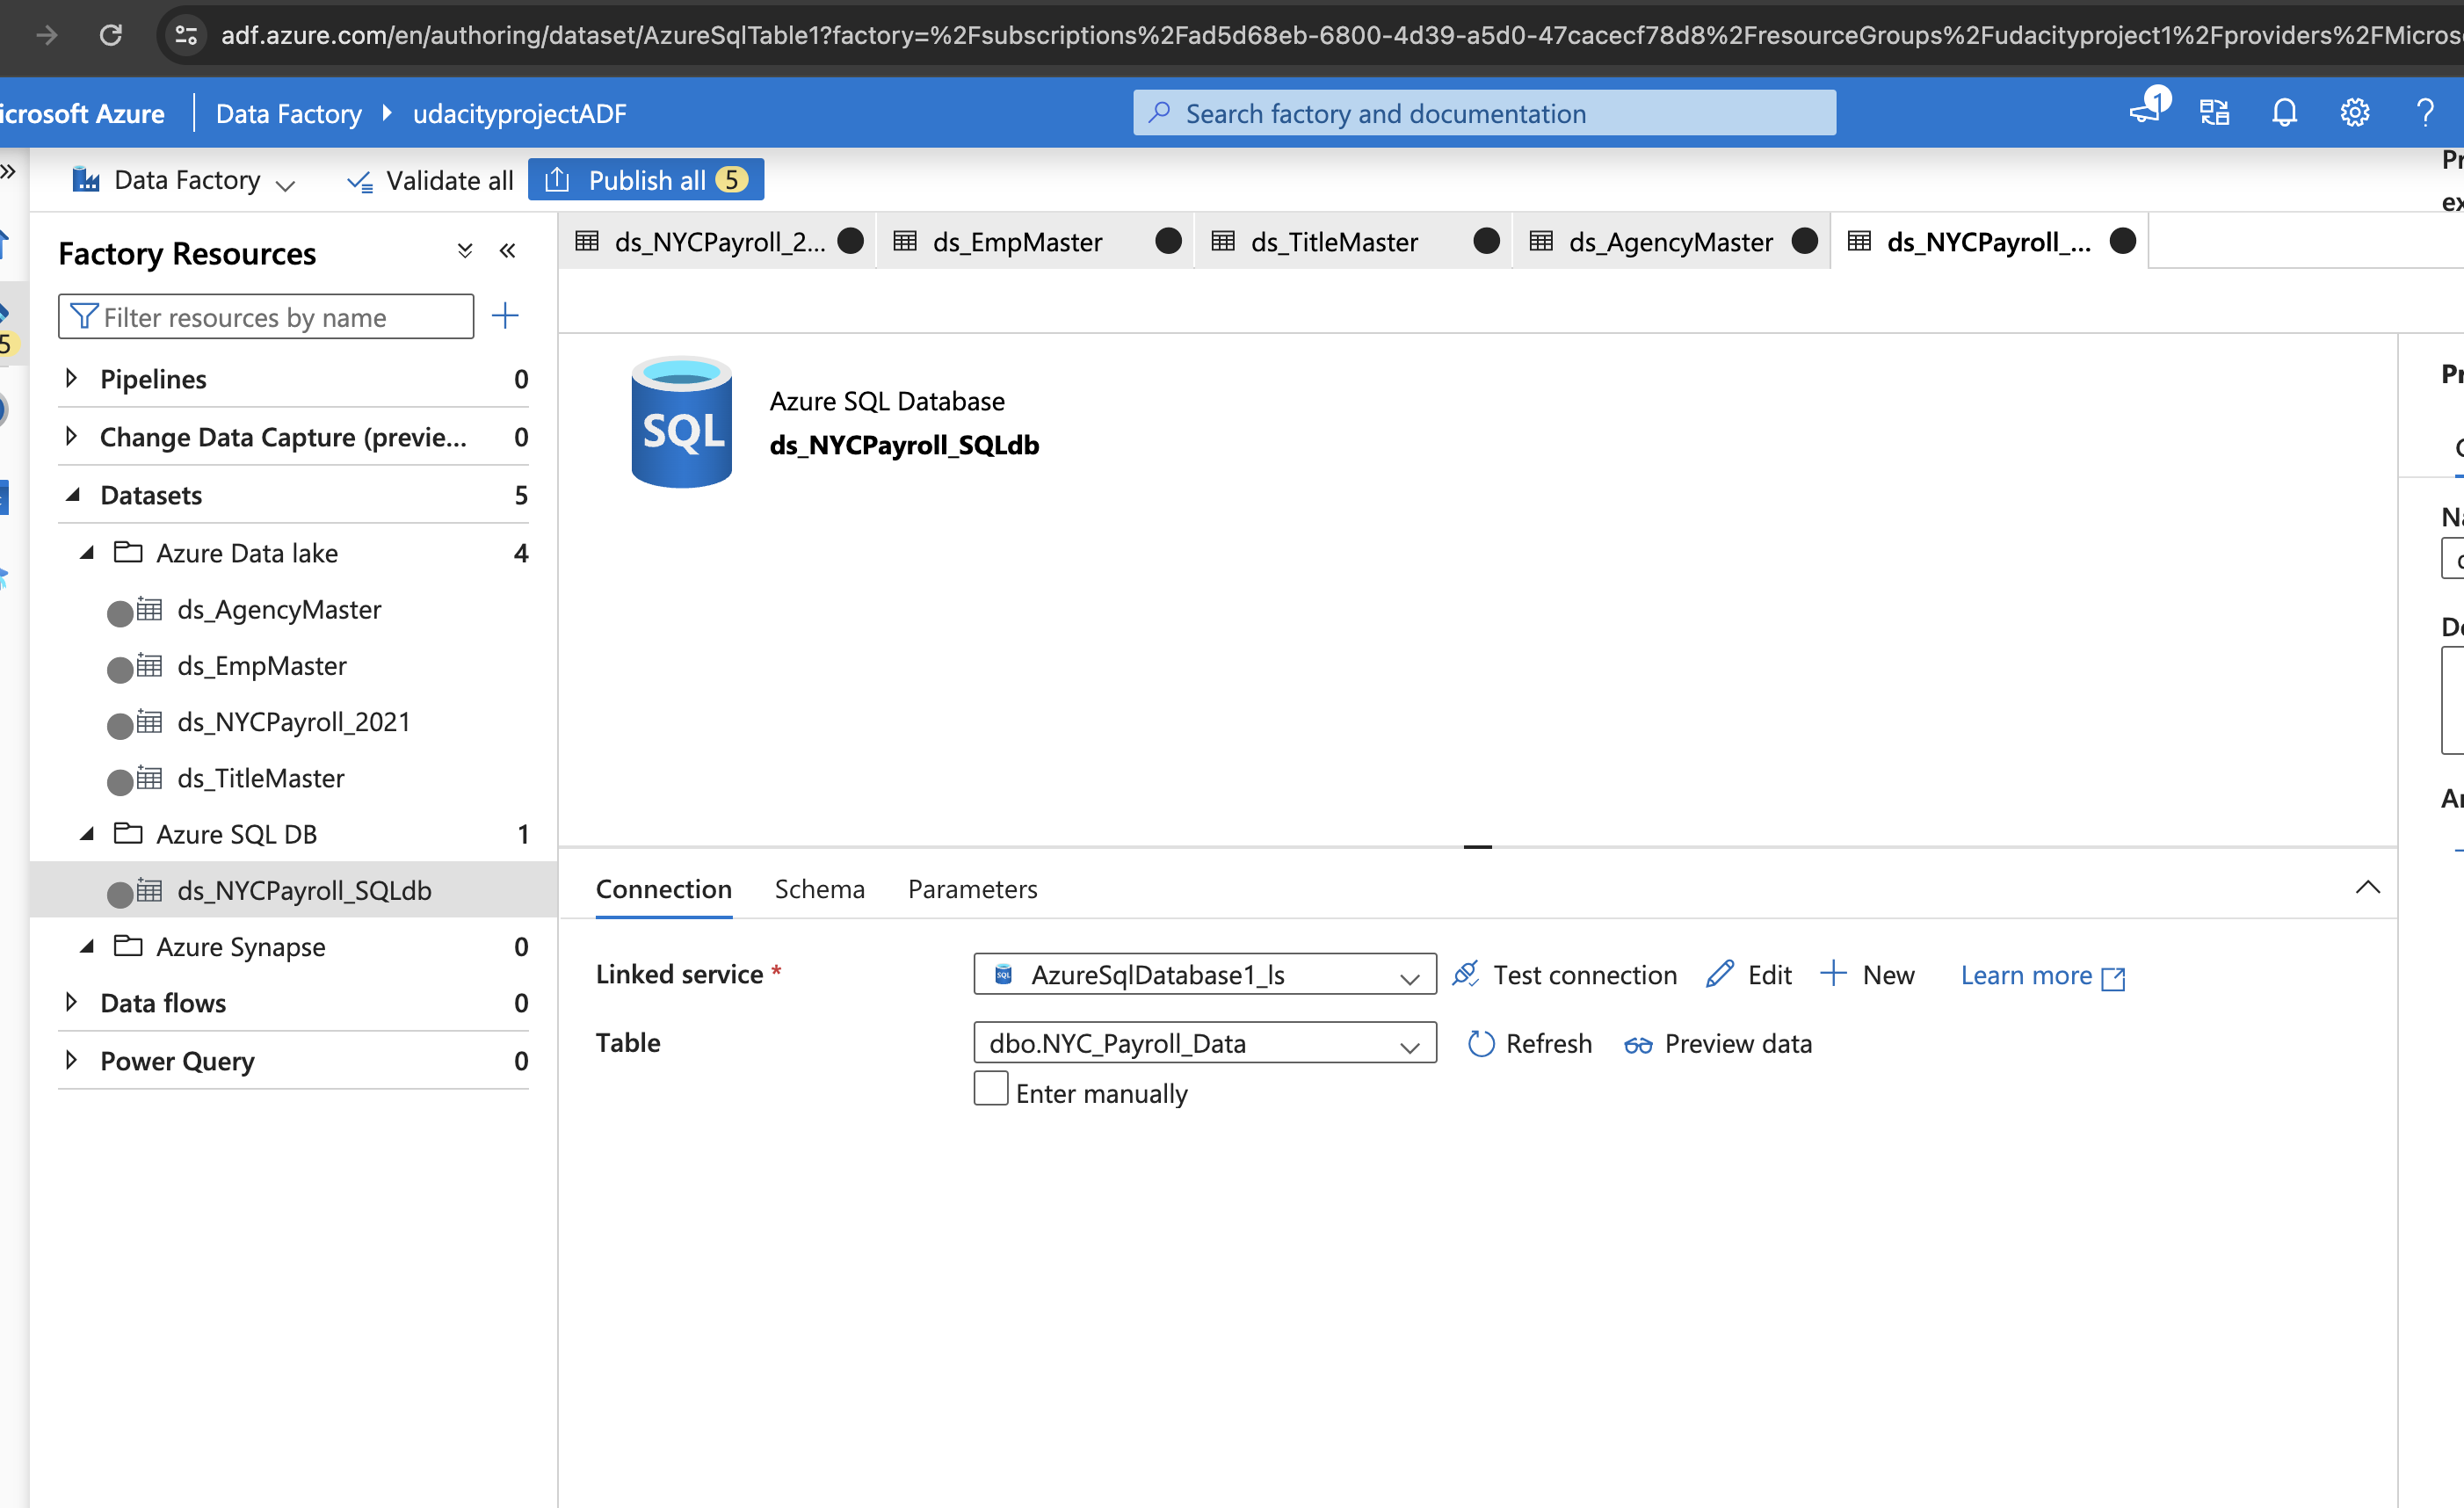 adf.azure.com/en/authoring/dataset/AzureSqlTable1?factory=%2Fsubscriptions%2Fad5d68eb-6800-4d39-a5d0-47cacecf78d8%2FresourceGroups%2Fudacityproject1%2Fproviders%2FMicros
icrosoft Azure
Data Factory
udacityprojectADF
Search factory and documentation
1
?
Data Factory
Validate all
Publish all 5
Pr
ex
5
Factory Resources
Filter resources by name
Pipelines 0
Change Data Capture (previe... 0
Datasets 5
Azure Data lake 4
ds_AgencyMaster
ds_EmpMaster
ds_NYCPayroll_2021
ds_TitleMaster
Azure SQL DB 1
ds_NYCPayroll_SQLdb
Azure Synapse 0
Data flows 0
Power Query 0
ds_NYCPayroll_2...
ds_EmpMaster
ds_TitleMaster
ds_AgencyMaster
ds_NYCPayroll_...
SQL
Azure SQL Database
ds_NYCPayroll_SQLdb
Connection
Schema
Parameters
Linked service *
SQL
AzureSqlDatabase1_ls
Test connection
Edit
New
Learn more
Table
dbo.NYC_Payroll_Data
Refresh
Preview data
Enter manually
Pr
Na
De